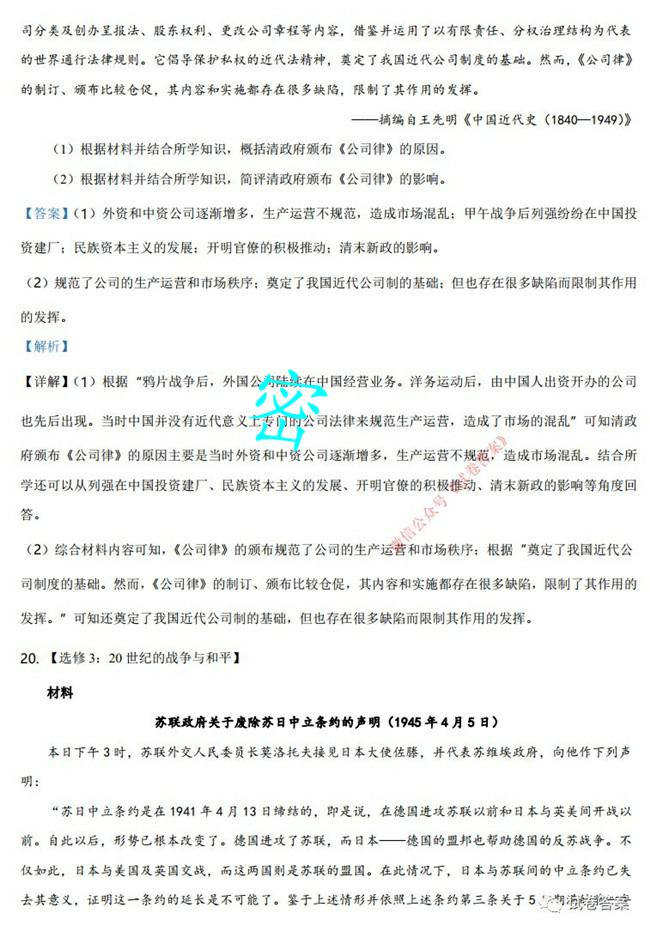 司分类及创办呈报法、股东权利、更改公司章程等内容，借鉴并运用了以有限责任、分权治理结构为代表
的世界通行法律规则。它倡导保护私权的近代法精神，奠定了我国近代公司制度的基础。然而，《公司律》
的制订、颁布比较仓促，其内容和实施都存在很多缺陷，限制了其作用的发挥。
——摘编自王先明《中国近代史（1840—1949）》
（1）根据材料并结合所学知识，概括清政府颁布《公司律》的原因。
（2）根据材料并结合所学知识，简评清政府颁布《公司律》的影响。
【答案】（1）外资和中资公司逐渐增多，生产运营不规范，造成市场混乱；甲午战争后列强纷纷在中国投
资建厂；民族资本主义的发展；开明官僚的积极推动；清末新政的影响。
（2）规范了公司的生产运营和市场秩序；奠定了我国近代公司制的基础；但也存在很多缺陷而限制其作用
的发挥。
【解析】
【详解】（1）根据“鸦片战争后，外国公司陆续在中国经营业务。洋务运动后，由中国人出资开办的公司
也先后出现。当时中国并没有近代意义上专门的公司法律来规范生产运营，造成了市场的混乱”可知清政
府颁布《公司律》的原因主要是当时外资和中资公司逐渐增多，生产运营不规范，造成市场混乱。结合所
学还可以从列强在中国投资建厂、民族资本主义的发展、开明官僚的积极推动、清末新政的影响等角度回
答。
（2）综合材料内容可知，《公司律》的颁布规范了公司的生产运营和市场秩序；根据“奠定了我国近代公
司制度的基础。然而，《公司律》的制订、颁布比较仓促，其内容和实施都存在很多缺陷，限制了其作用的
发挥。”可知还奠定了我国近代公司制的基础，但也存在很多缺陷而限制其作用的发挥。
密
微信公众号《试卷答案》
20. 【选修 3：20 世纪的战争与和平】
材料
苏联政府关于废除苏日中立条约的声明（1945 年 4 月 5 日）
本日下午 3 时，苏联外交人民委员长莫洛托夫接见日本大使佐藤，并代表苏维埃政府，向他作下列声
明：
“苏日中立条约是在 1941 年 4 月 13 日缔结的，即是说，在德国进攻苏联以前和日本与英美间开战以
前。自此以后，形势已根本改变了。德国进攻了苏联，而日本——德国的盟邦也帮助德国的反苏战争。不
仅如此，日本与美国及英国交战，而这两国则是苏联的盟国。在此情况下，日本与苏联间的中立条约已失
去其意义，证明这一条约的延长是不可能了。鉴于上述情形并依照上述条约第三条关于 5
试卷答案